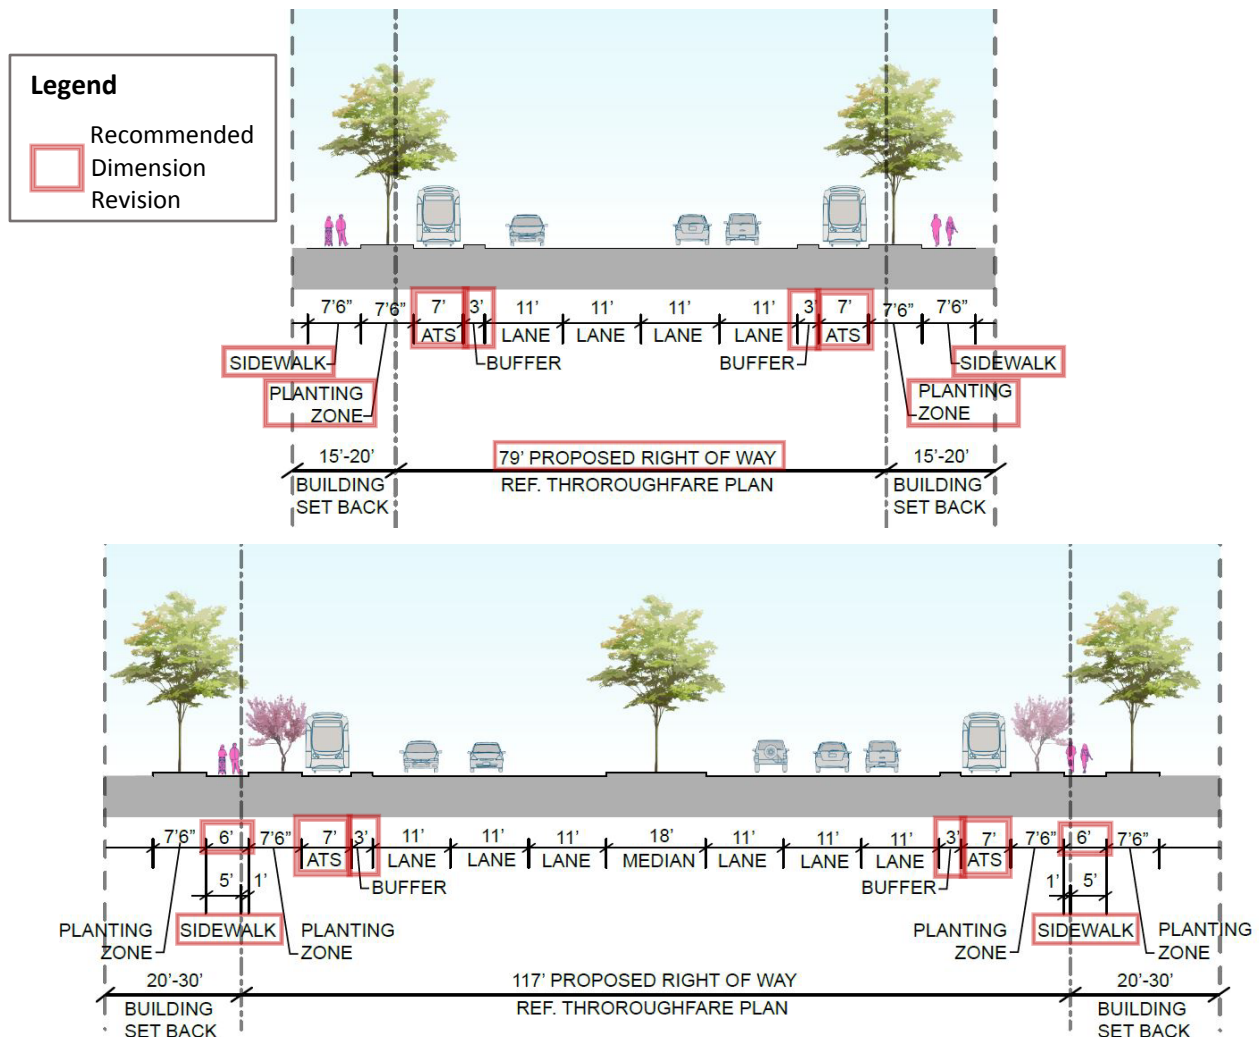 Legend
Recommended
Dimension
Revision
7'6” 7'6” 7' 3' 11' 11' 11' 11' 3' 7' 7'6” 7'6”
ATS LANE LANE LANE LANE ATS
SIDEWALK BUFFER BUFFER SIDEWALK
PLANTING PLANTING
ZONE ZONE
15'-20' 79' PROPOSED RIGHT OF WAY 15'-20'
BUILDING REF. THROROUGHFARE PLAN BUILDING
SET BACK SET BACK
7'6” 6' 7'6” 7' 3' 11' 11' 11' 18' 11' 11' 11' 3' 7' 7'6” 6' 7'6”
ATS LANE LANE LANE MEDIAN LANE LANE LANE ATS
5' 1' BUFFER BUFFER 1' 5'
PLANTING SIDEWALK PLANTING PLANTING SIDEWALK PLANTING
ZONE ZONE ZONE ZONE
20'-30' 117' PROPOSED RIGHT OF WAY 20'-30'
BUILDING REF. THROROUGHFARE PLAN BUILDING
SET BACK SET BACK